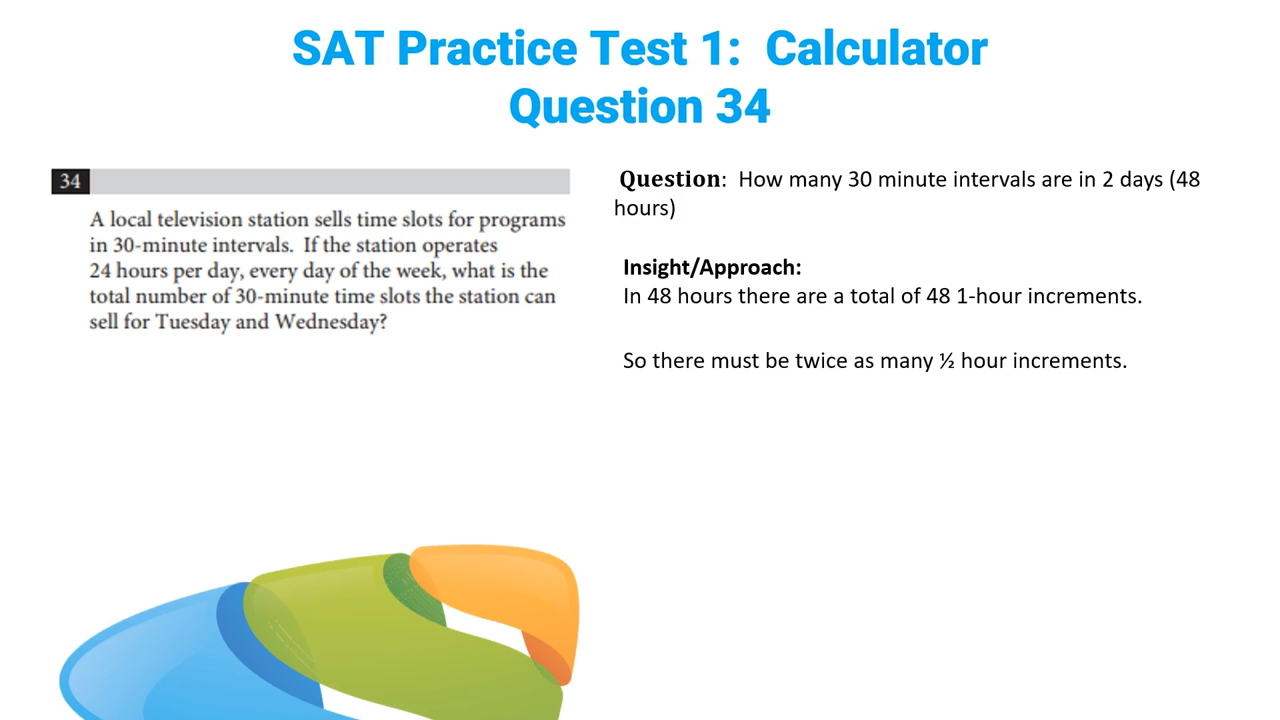 SAT Practice Test 1:  Calculator
Question 34
34
A local television station sells time slots for programs
in 30-minute intervals.  If the station operates
24 hours per day, every day of the week, what is the
total number of 30-minute time slots the station can
sell for Tuesday and Wednesday?
Question:  How many 30 minute intervals are in 2 days (48
hours)
Insight/Approach:
In 48 hours there are a total of 48 1-hour increments.
So there must be twice as many ½ hour increments.